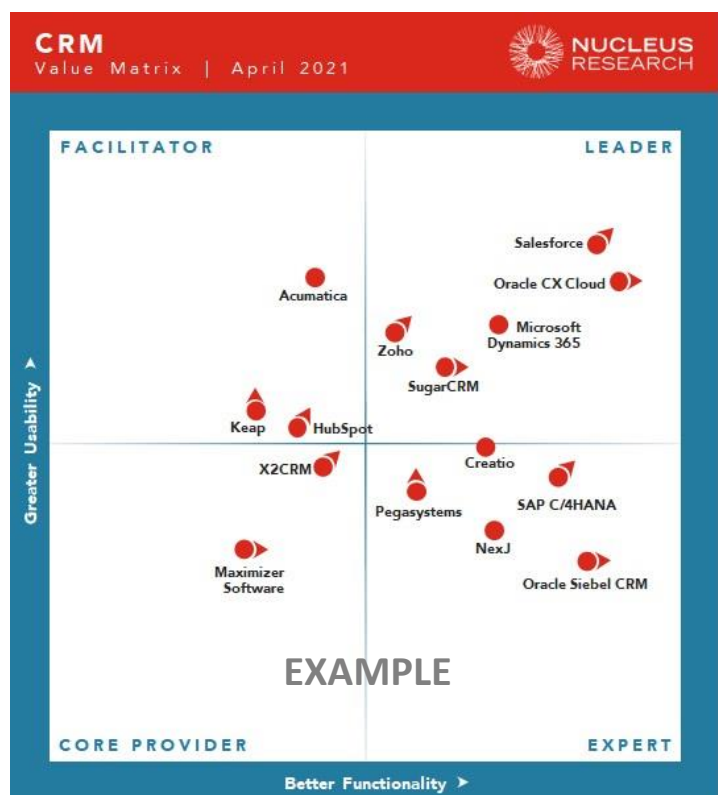 CRM
Value Matrix | April 2021
NUCLEUS
RESEARCH
FACILITATOR
LEADER
Salesforce
Oracle CX Cloud
Acumatica
Microsoft
Dynamics 365
Zoho
SugarCRM
Keap
HubSpot
Creatio
X2CRM
SAP C/4HANA
Pegasystems
NexJ
Maximizer
Software
Oracle Siebel CRM
EXAMPLE
CORE PROVIDER
EXPERT
Greater Usability ➤
Better Functionality ➤